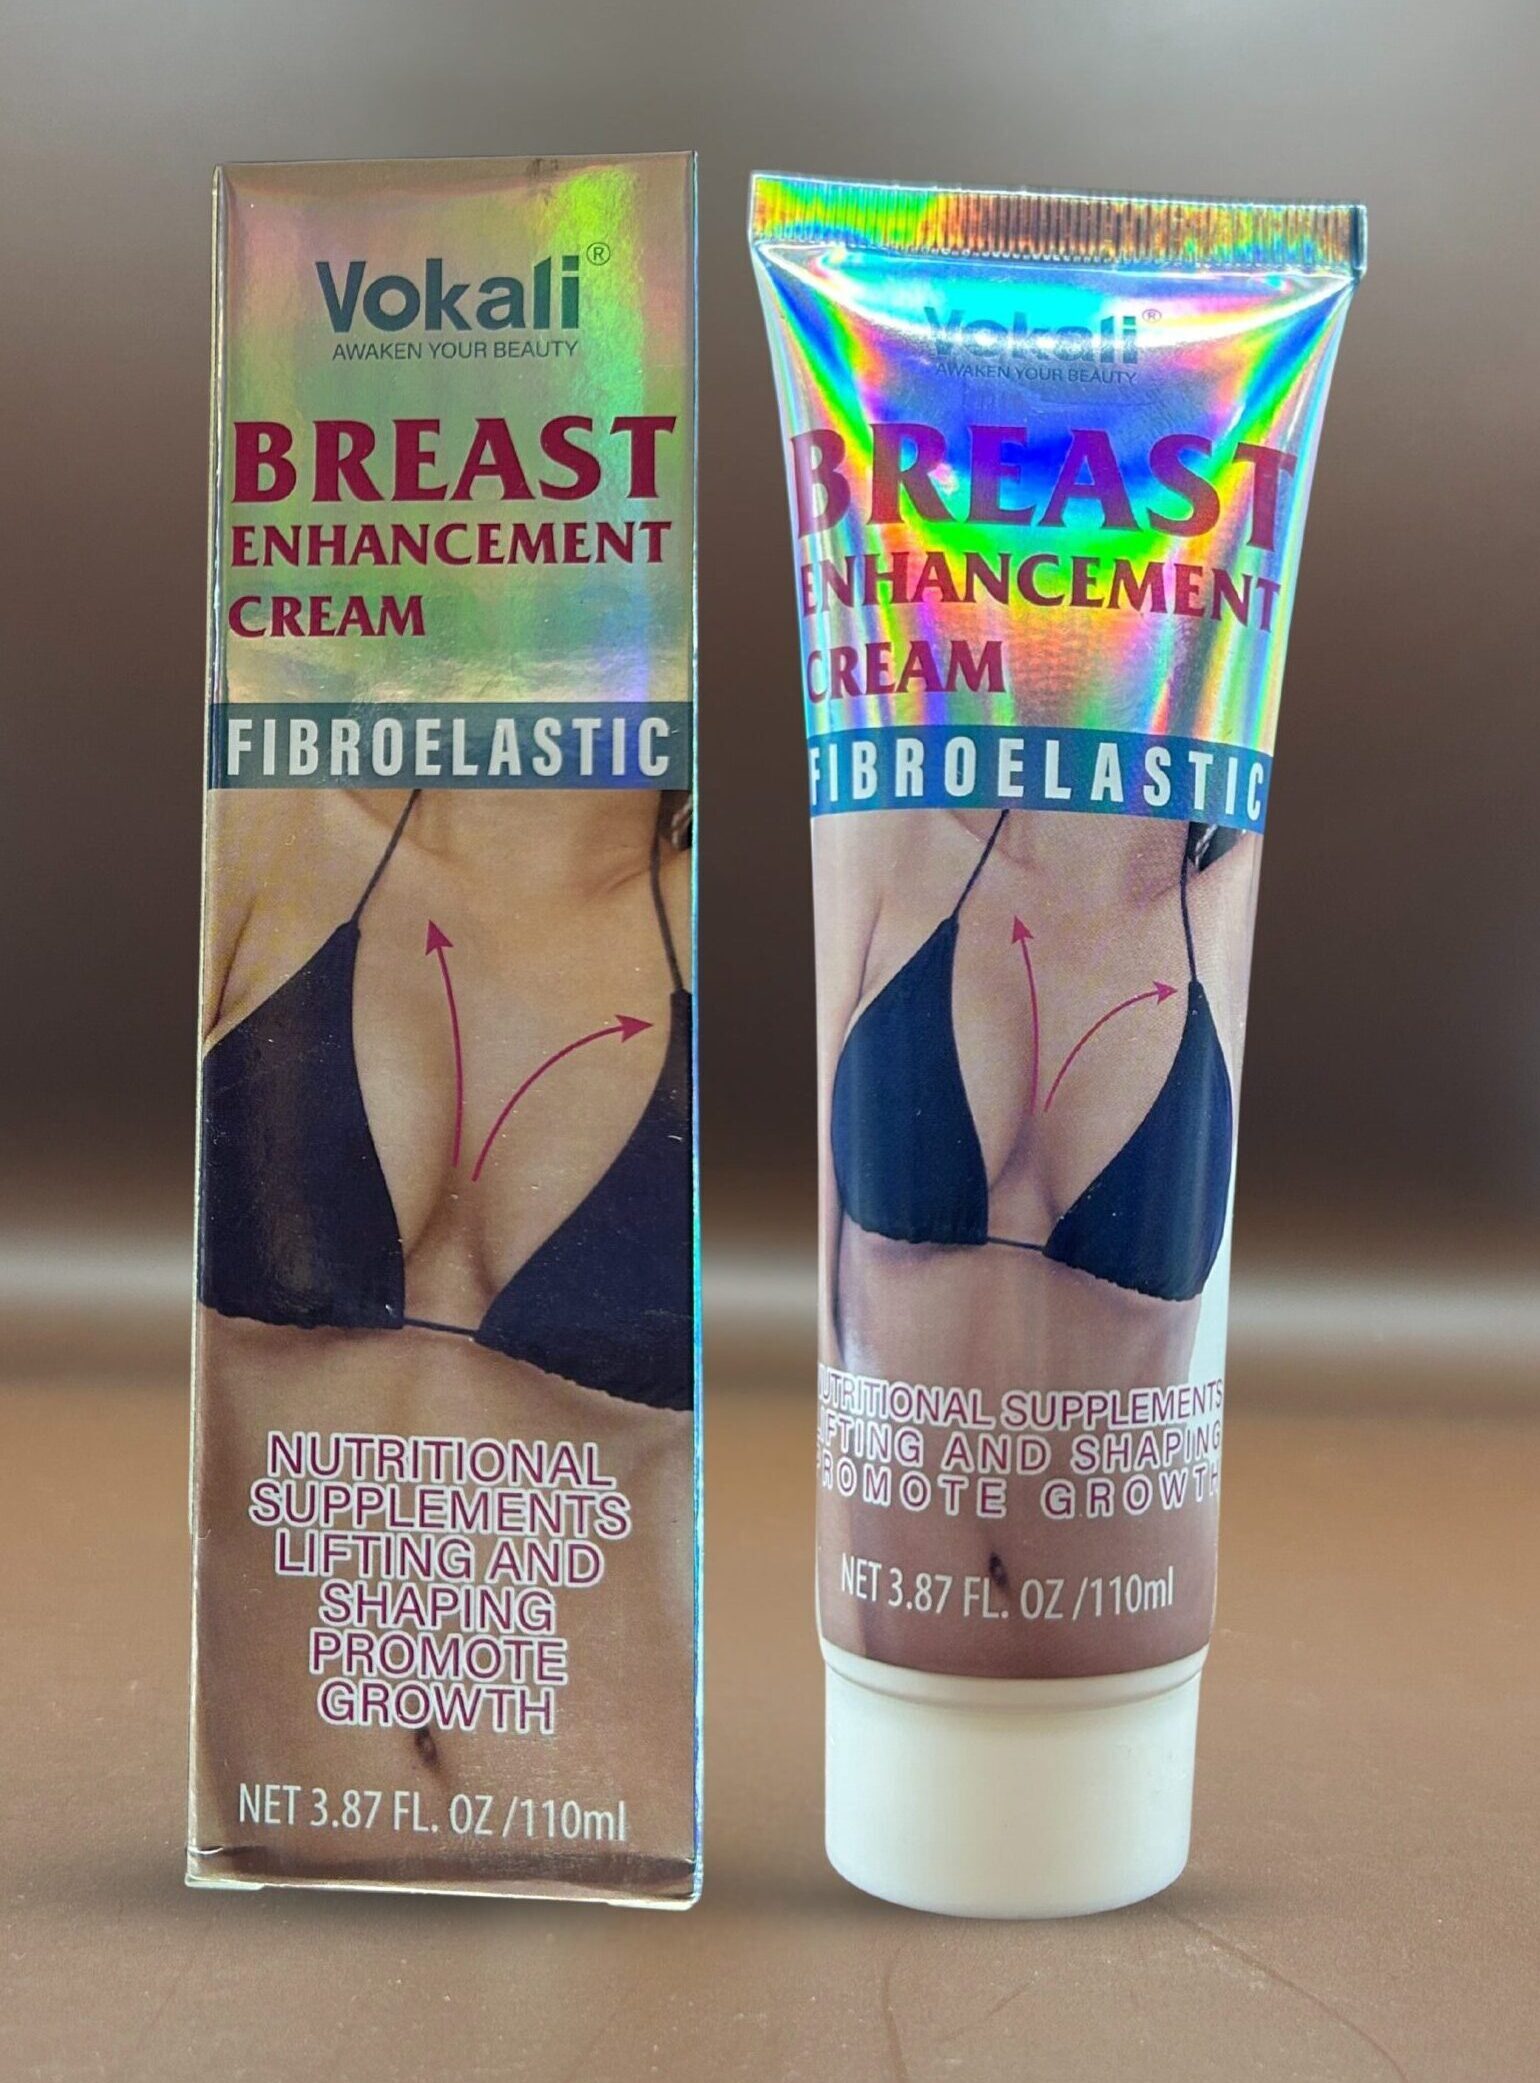 Vokali®
AWAKEN YOUR BEAUTY
BREAST
ENHANCEMENT
CREAM
FIBROELASTIC
NUTRITIONAL
SUPPLEMENTS
LIFTING AND
SHAPING
PROMOTE
GROWTH
NET 3.87 FL. OZ /110ml
Vokali®
AWAKEN YOUR BEAUTY
BREAST
ENHANCEMENT
CREAM
FIBROELASTIC
NUTRITIONAL SUPPLEMENTS
LIFTING AND SHAPING
PROMOTE GROWTH
NET 3.87 FL. OZ /110ml